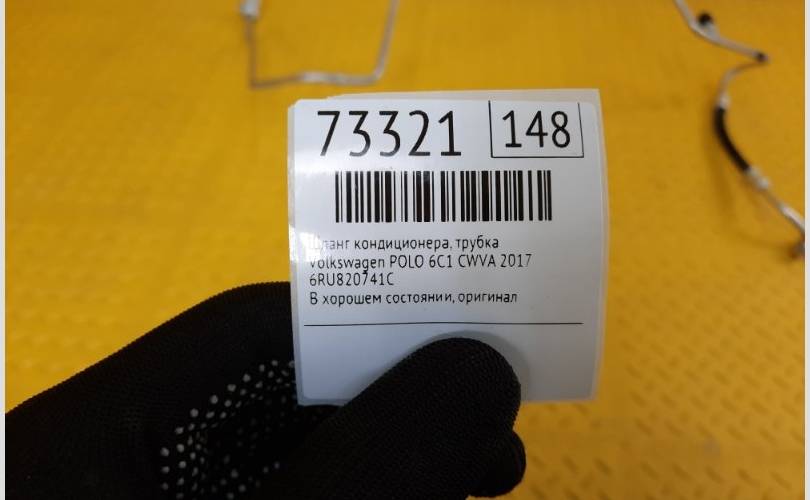 73321 148
Шланг кондиционера, трубка
Volkswagen POLO 6C1 CWVA 2017
6RU820741C
В хорошем состоянии, оригинал